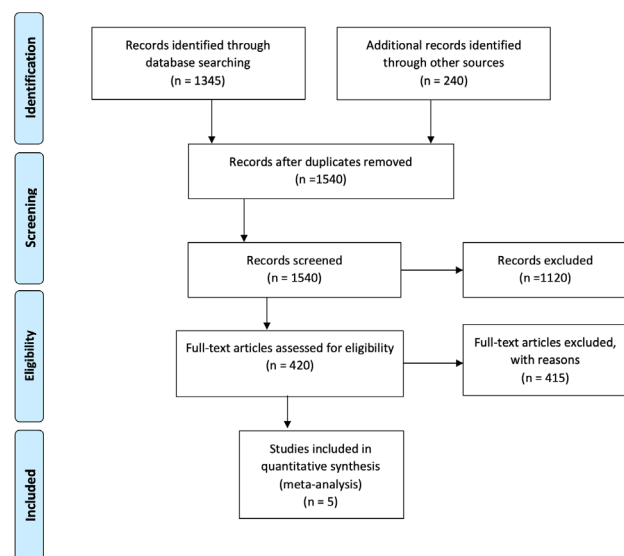 Identification
Records identified through
database searching
(n = 1345)
Additional records identified
through other sources
(n = 240)
Screening
Records after duplicates removed
(n =1540)
Records screened
(n = 1540)
Records excluded
(n =1120)
Eligibility
Full-text articles assessed for eligibility
(n = 420)
Full-text articles excluded,
with reasons
(n = 415)
Included
Studies included in
quantitative synthesis
(meta-analysis)
(n = 5)